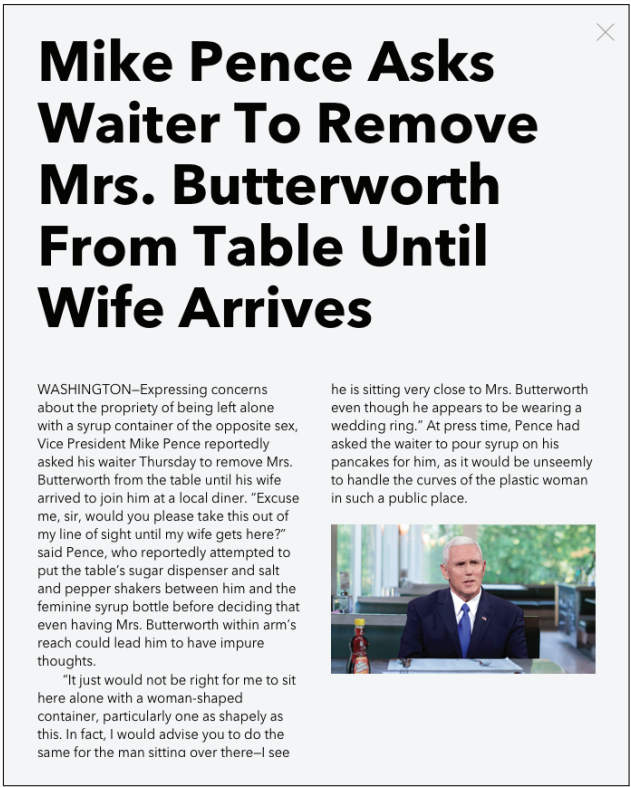 Mike Pence Asks
Waiter To Remove
Mrs. Butterworth
From Table Until
Wife Arrives
WASHINGTON—Expressing concerns
about the propriety of being left alone
with a syrup container of the opposite sex,
Vice President Mike Pence reportedly
asked his waiter Thursday to remove Mrs.
Butterworth from the table until his wife
arrived to join him at a local diner. “Excuse
me, sir, would you please take this out of
my line of sight until my wife gets here?”
said Pence, who reportedly attempted to
put the table’s sugar dispenser and salt
and pepper shakers between him and the
feminine syrup bottle before deciding that
even having Mrs. Butterworth within arm’s
reach could lead him to have impure
thoughts.
“It just would not be right for me to sit
here alone with a woman-shaped
container, particularly one as shapely as
this. In fact, I would advise you to do the
same for the man sitting over there—I see
he is sitting very close to Mrs. Butterworth
even though he appears to be wearing a
wedding ring.” At press time, Pence had
asked the waiter to pour syrup on his
pancakes for him, as it would be unseemly
to handle the curves of the plastic woman
in such a public place.